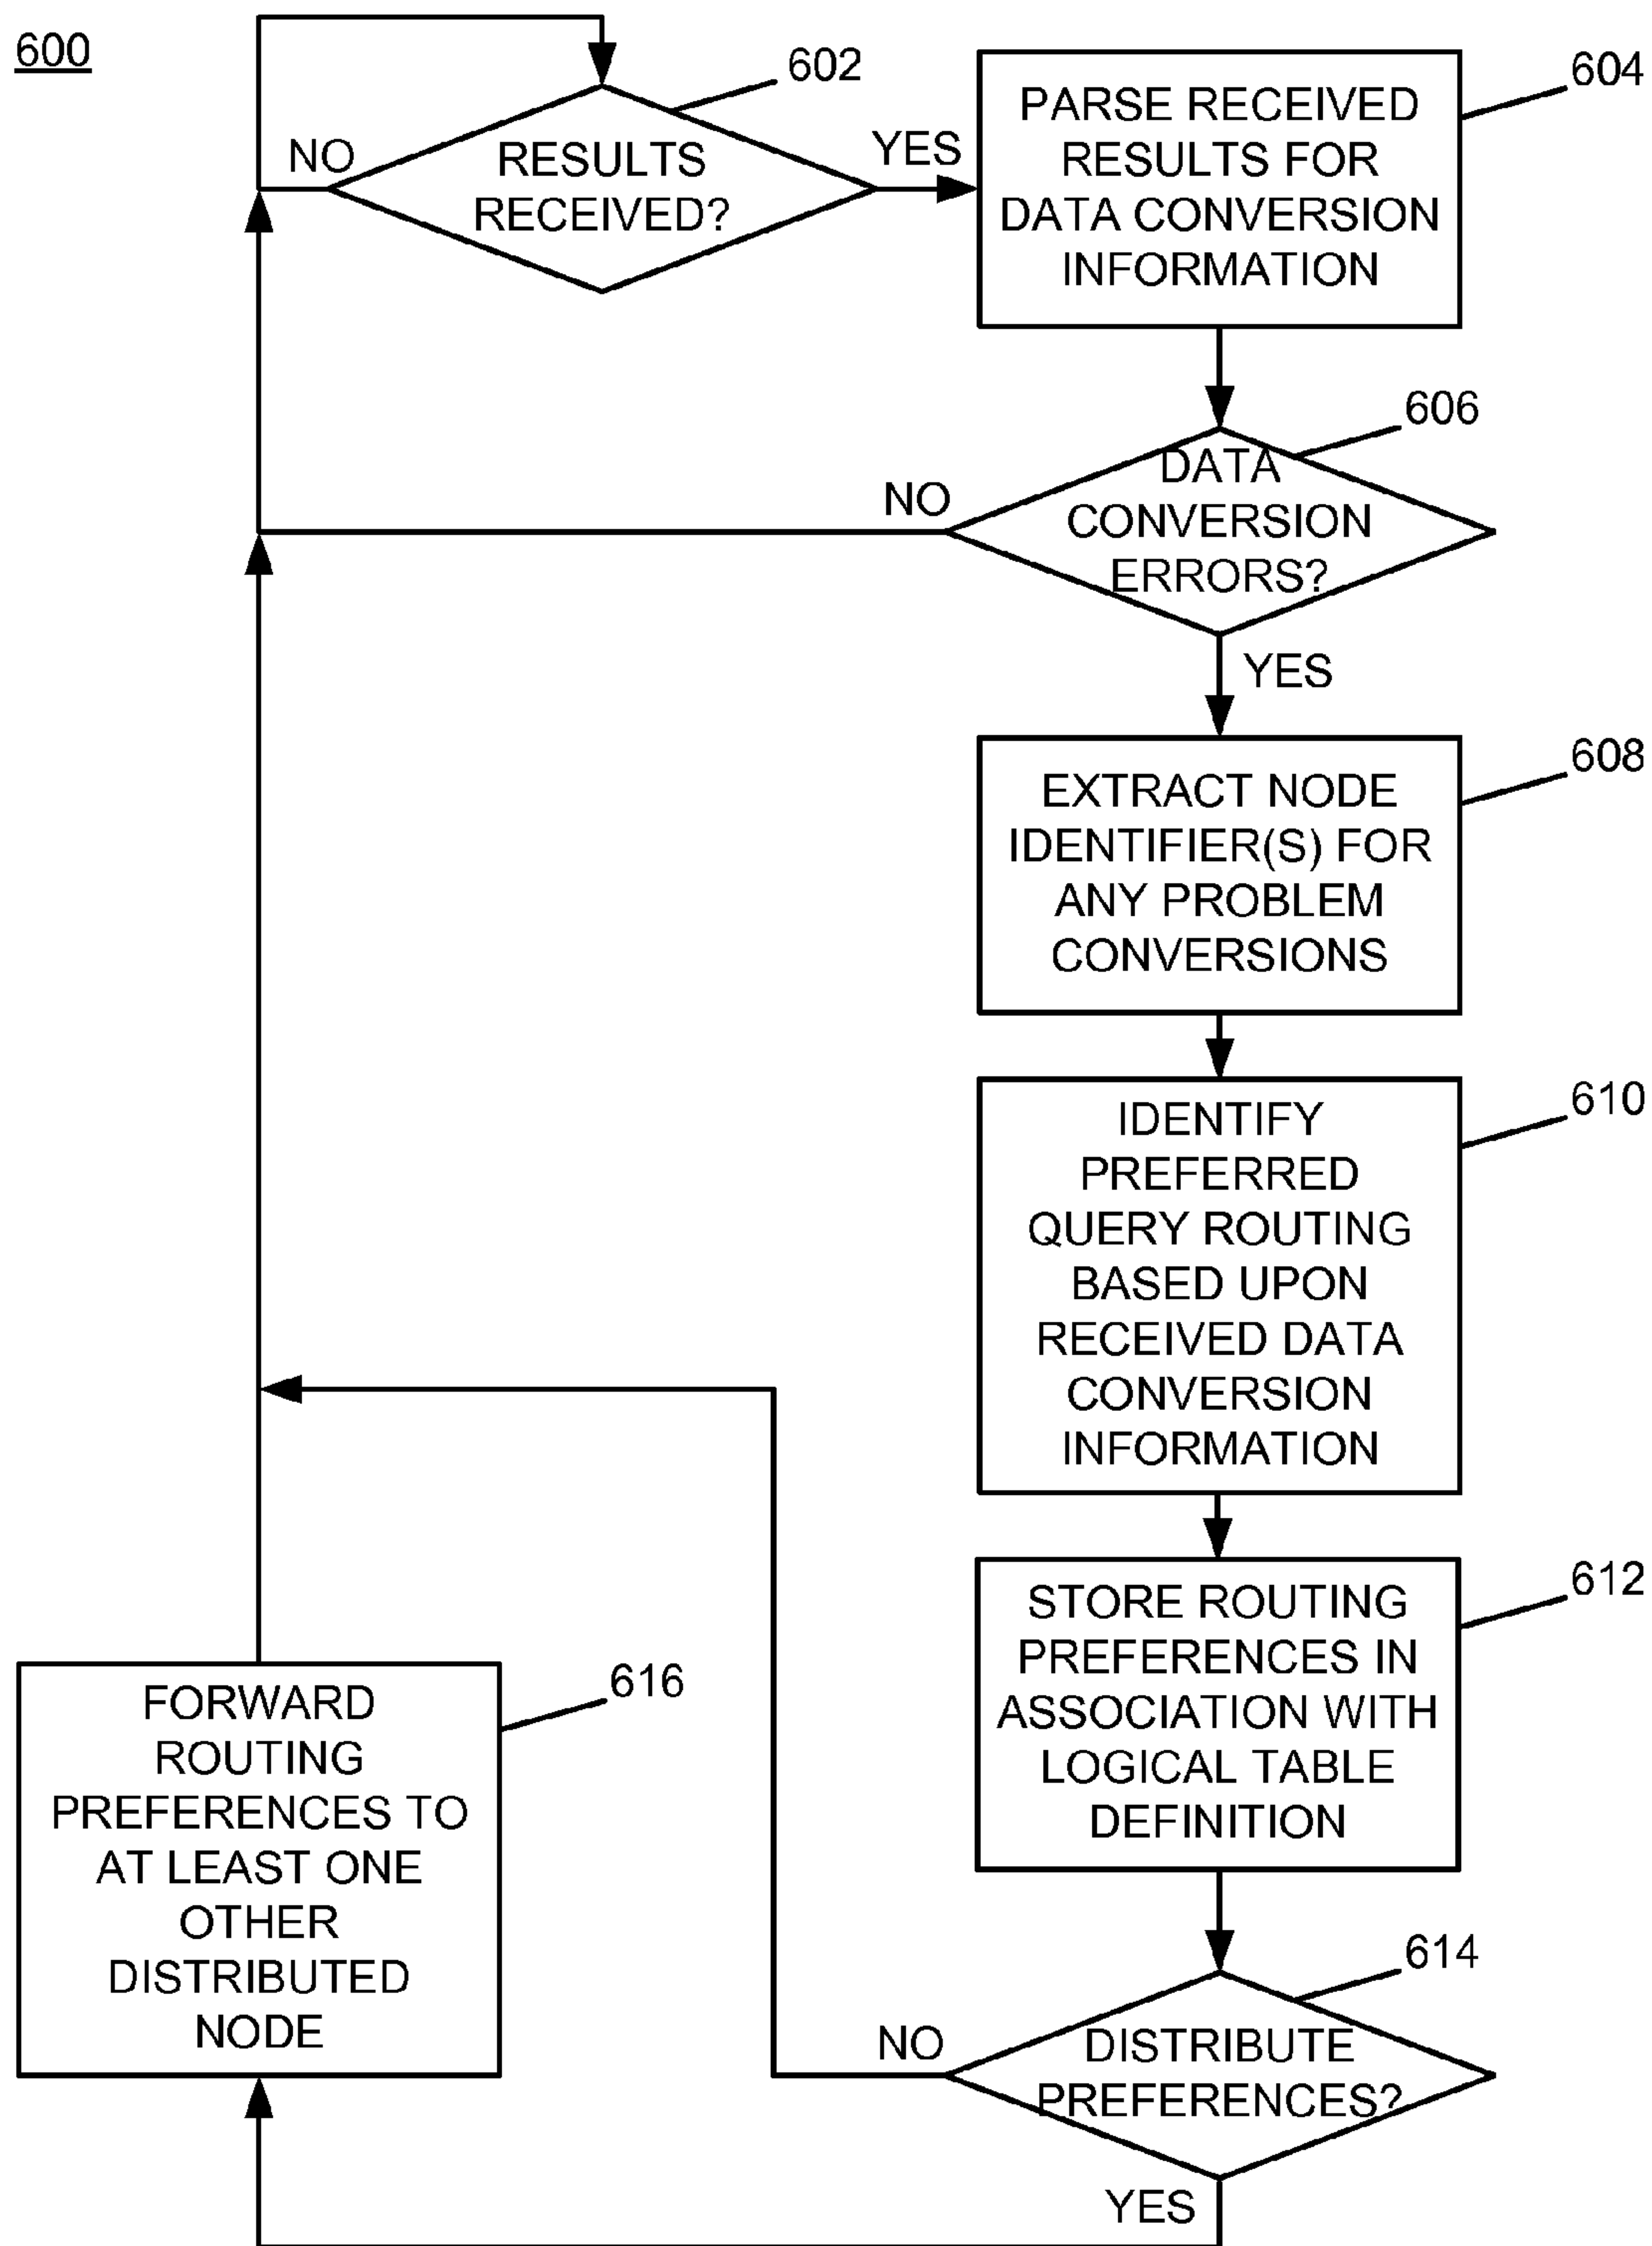 600
602
RESULTS
RECEIVED?
NO
YES
604
PARSE RECEIVED
RESULTS FOR
DATA CONVERSION
INFORMATION
606
DATA
CONVERSION
ERRORS?
NO
YES
608
EXTRACT NODE
IDENTIFIER(S) FOR
ANY PROBLEM
CONVERSIONS
610
IDENTIFY
PREFERRED
QUERY ROUTING
BASED UPON
RECEIVED DATA
CONVERSION
INFORMATION
612
STORE ROUTING
PREFERENCES IN
ASSOCIATION WITH
LOGICAL TABLE
DEFINITION
614
DISTRIBUTE
PREFERENCES?
NO
YES
616
FORWARD
ROUTING
PREFERENCES TO
AT LEAST ONE
OTHER
DISTRIBUTED
NODE